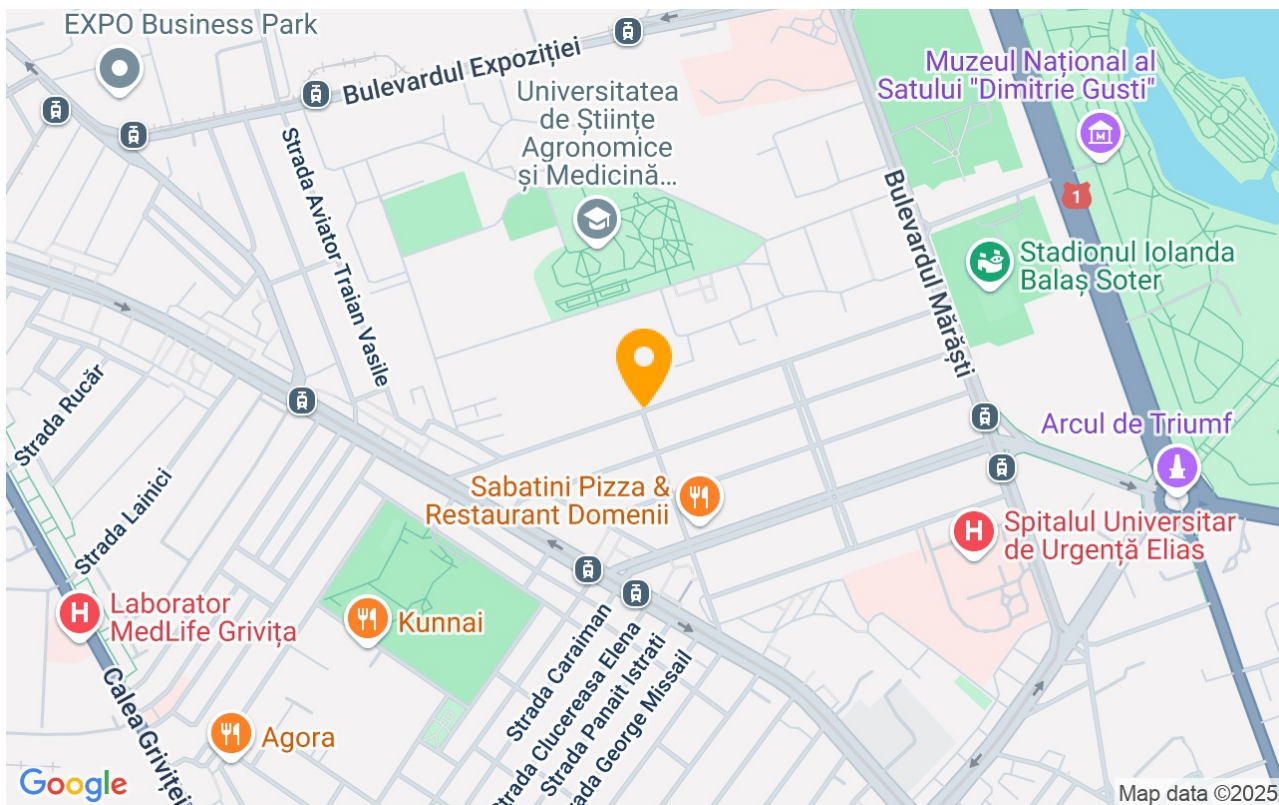 EXPO Business Park
Bulevardul Expoziției
Muzeul Național al
Satului "Dimitrie Gusti"
Universitatea
de Științe
Agronomice
și Medicină...
Strada Aviator Traian Vasile
Bulevardul Mărăști
1
Stadionul Iolanda
Balaș Soter
Strada Rucăr
Arcul de Triumf
Strada Lainici
Sabatini Pizza &
Restaurant Domenii
H
Spitalul Universitar
de Urgență Elias
H
Laborator
MedLife Grivița
Kunnai
Strada Caraiman
Strada Clucereasa Elena
Strada Panait Istrati
Strada George Missail
Calea Griviței
Agora
Google
Map data ©2025